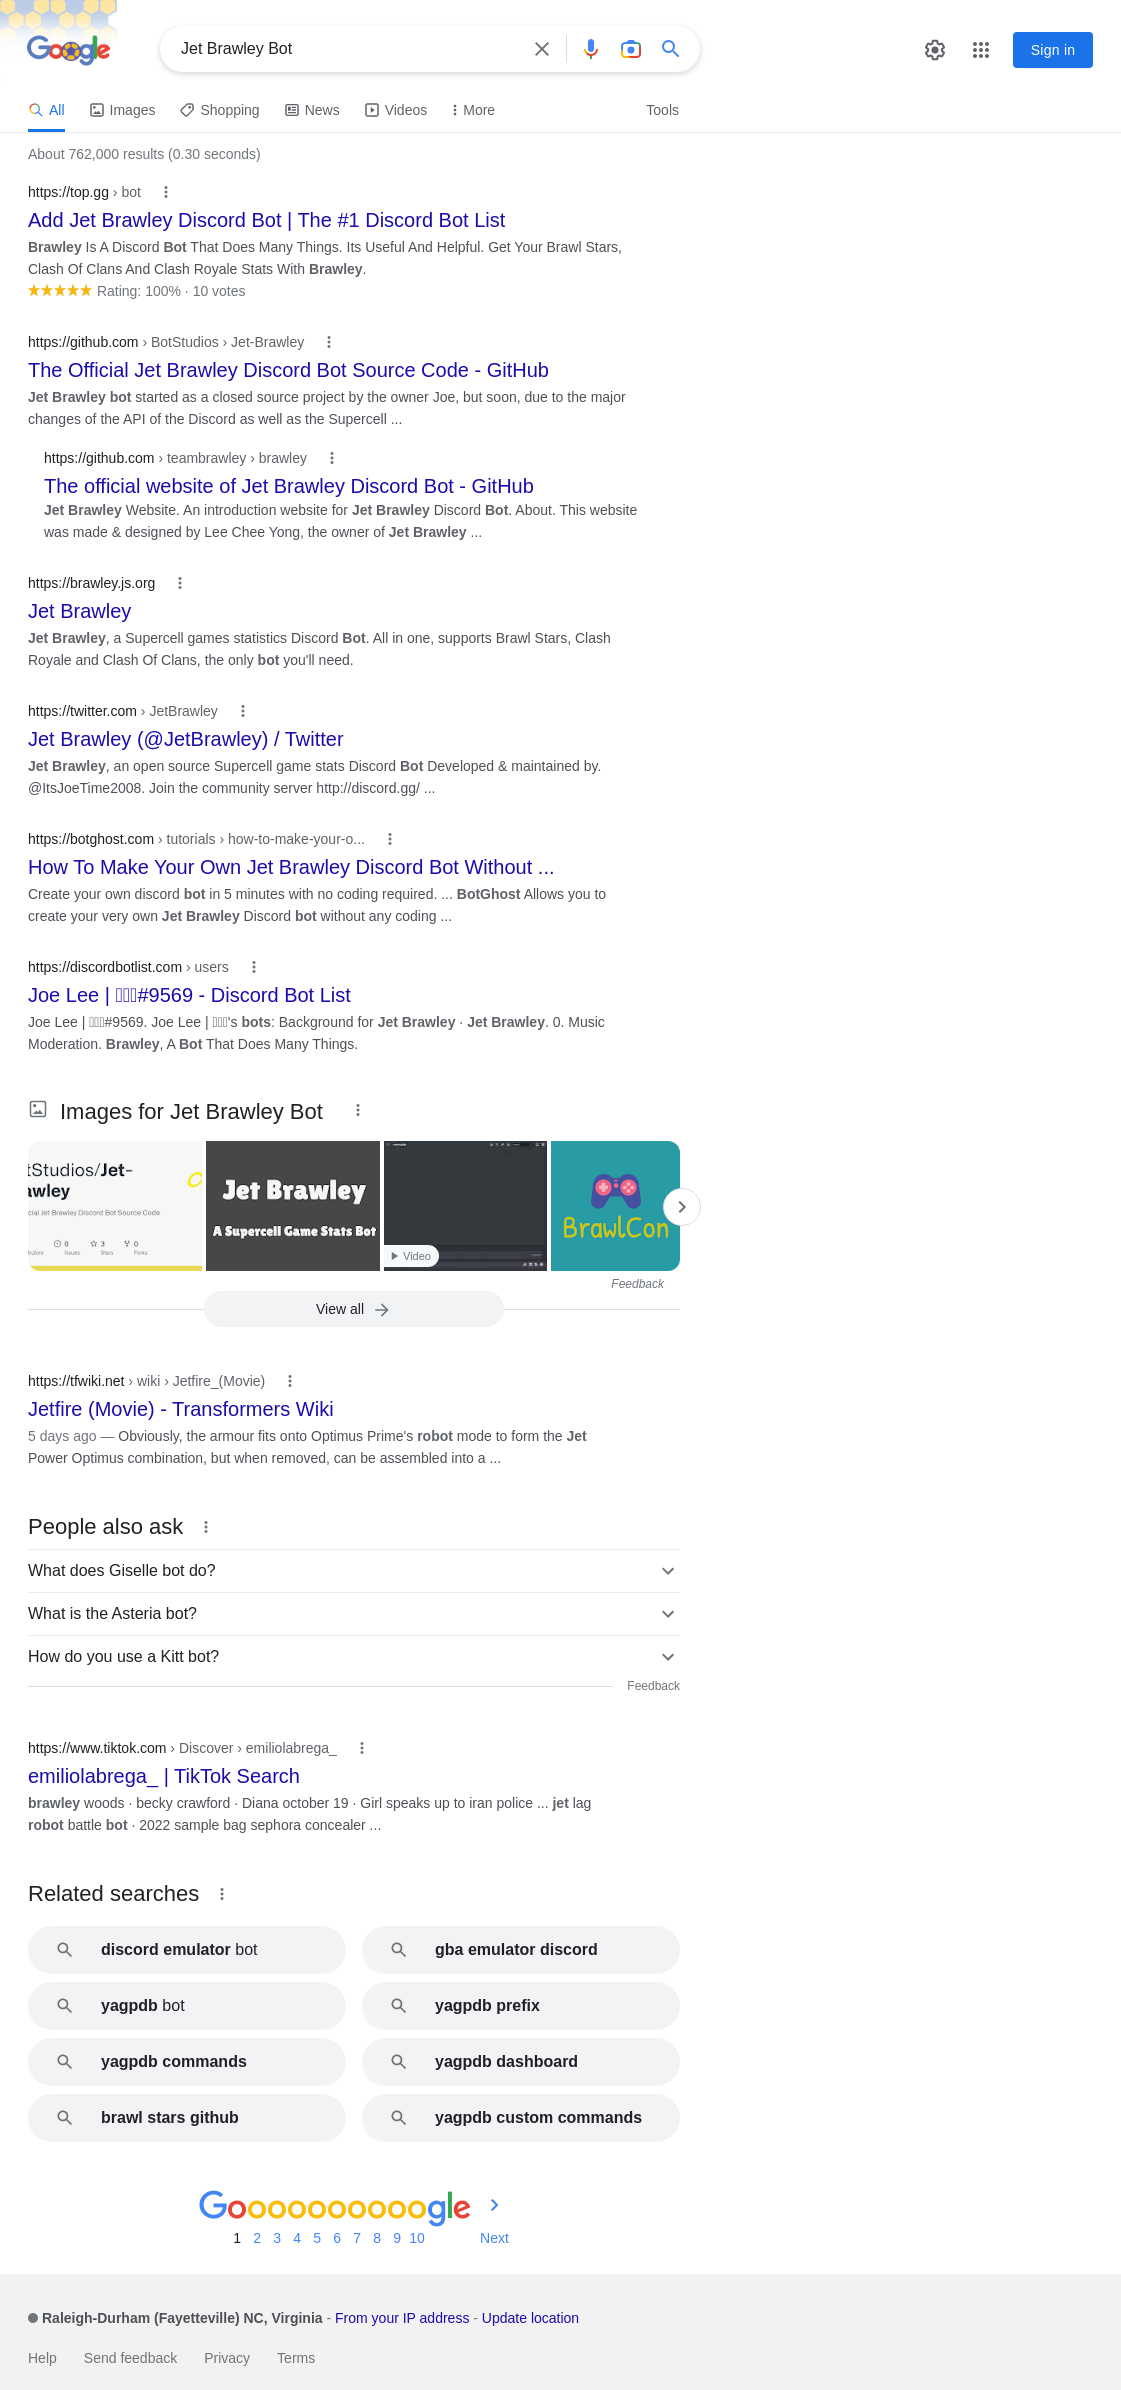 Google
Jet Brawley Bot
Sign in
All
Images
Shopping
News
Videos
More
Tools
About 762,000 results (0.30 seconds)
https://top.gg › bot
Add Jet Brawley Discord Bot | The #1 Discord Bot List
Brawley Is A Discord Bot That Does Many Things. Its Useful And Helpful. Get Your Brawl Stars,
Clash Of Clans And Clash Royale Stats With Brawley.
Rating: 100% · 10 votes
https://github.com › BotStudios › Jet-Brawley
The Official Jet Brawley Discord Bot Source Code - GitHub
Jet Brawley bot started as a closed source project by the owner Joe, but soon, due to the major
changes of the API of the Discord as well as the Supercell ...
https://github.com › teambrawley › brawley
The official website of Jet Brawley Discord Bot - GitHub
Jet Brawley Website. An introduction website for Jet Brawley Discord Bot. About. This website
was made & designed by Lee Chee Yong, the owner of Jet Brawley ...
https://brawley.js.org
Jet Brawley
Jet Brawley, a Supercell games statistics Discord Bot. All in one, supports Brawl Stars, Clash
Royale and Clash Of Clans, the only bot you'll need.
https://twitter.com › JetBrawley
Jet Brawley (@JetBrawley) / Twitter
Jet Brawley, an open source Supercell game stats Discord Bot Developed & maintained by.
@ItsJoeTime2008. Join the community server http://discord.gg/ ...
https://botghost.com › tutorials › how-to-make-your-o...
How To Make Your Own Jet Brawley Discord Bot Without ...
Create your own discord bot in 5 minutes with no coding required. ... BotGhost Allows you to
create your very own Jet Brawley Discord bot without any coding ...
https://discordbotlist.com › users
Joe Lee | #9569 - Discord Bot List
Joe Lee | #9569. Joe Lee | 's bots: Background for Jet Brawley · Jet Brawley. 0. Music
Moderation. Brawley, A Bot That Does Many Things.
Images for Jet Brawley Bot
tStudios/Jet-
awley
cial Jet Brawley Discord Bot Source Code
0
3
0
butors
Issues
Stars
Forks
Jet Brawley
A Supercell Game Stats Bot
Video
BrawlCon
Feedback
View all
https://tfwiki.net › wiki › Jetfire_(Movie)
Jetfire (Movie) - Transformers Wiki
5 days ago — Obviously, the armour fits onto Optimus Prime's robot mode to form the Jet
Power Optimus combination, but when removed, can be assembled into a ...
People also ask
What does Giselle bot do?
What is the Asteria bot?
How do you use a Kitt bot?
Feedback
https://www.tiktok.com › Discover › emiliolabrega_
emiliolabrega_ | TikTok Search
brawley woods · becky crawford · Diana october 19 · Girl speaks up to iran police ... jet lag
robot battle bot · 2022 sample bag sephora concealer ...
Related searches
discord emulator bot
gba emulator discord
yagpdb bot
yagpdb prefix
yagpdb commands
yagpdb dashboard
brawl stars github
yagpdb custom commands
Goooooooooogle
1 2 3 4 5 6 7 8 9 10 Next
Raleigh-Durham (Fayetteville) NC, Virginia - From your IP address - Update location
Help
Send feedback
Privacy
Terms